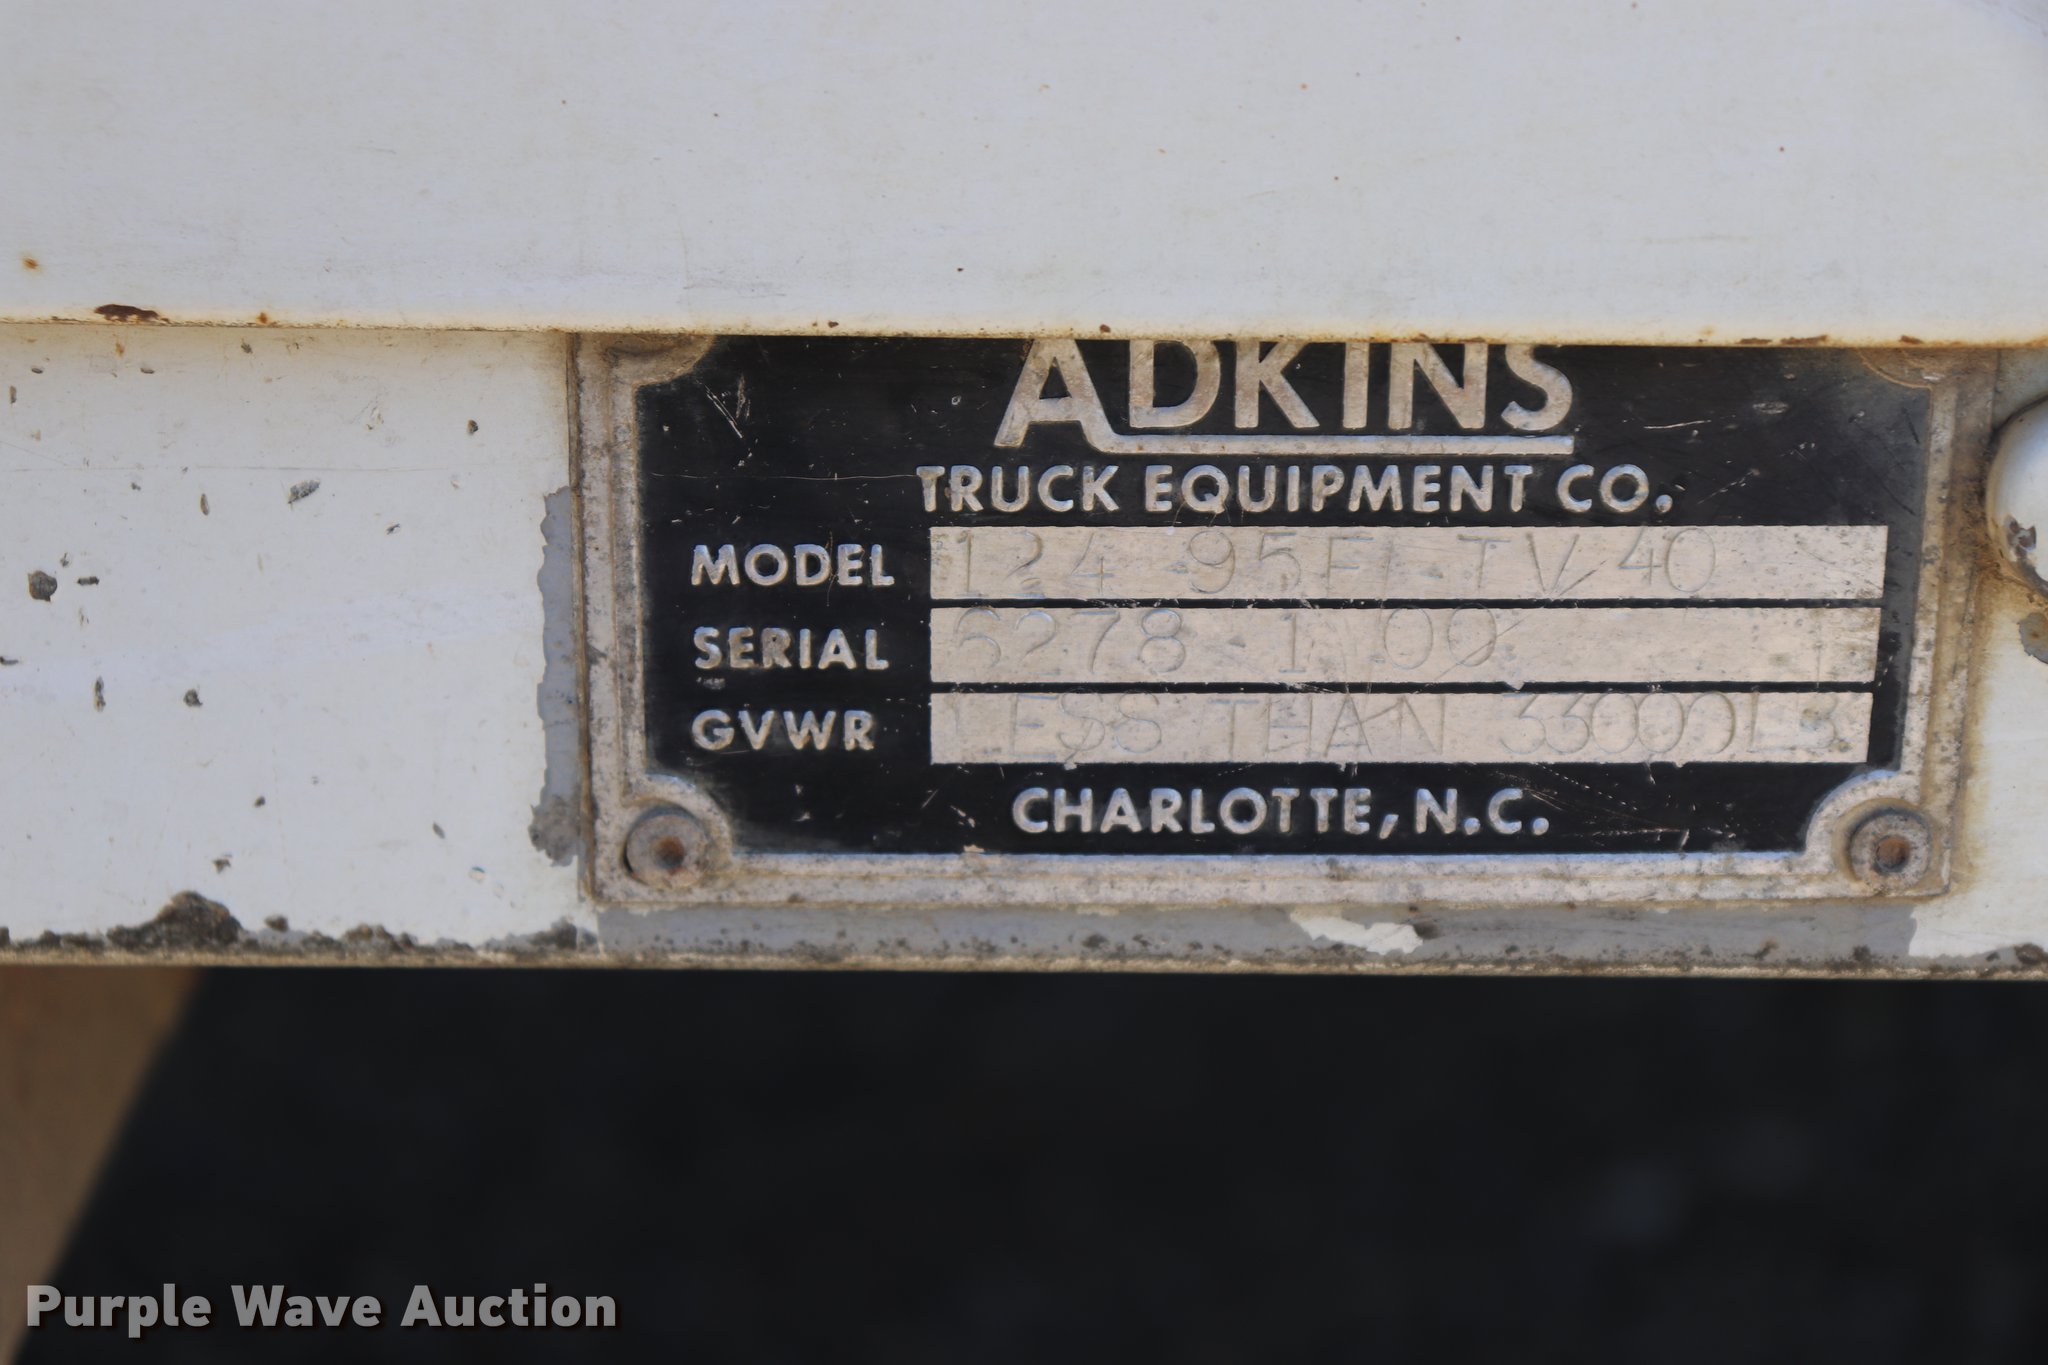 ADKINS
TRUCK EQUIPMENT CO.
MODEL 124 95FL TV 40
SERIAL 6278-1 00
GVWR LESS THAN 33000LB
CHARLOTTE, N.C.
Purple Wave Auction